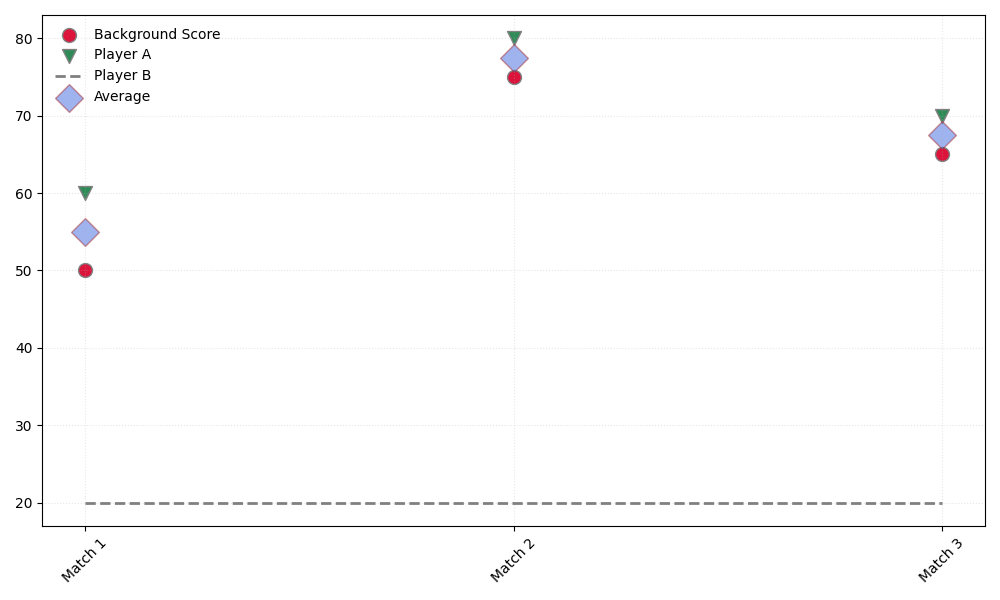 Background Score
Player A
Player B
Average
80
70
60
50
40
30
20
Match 1
Match 2
Match 3